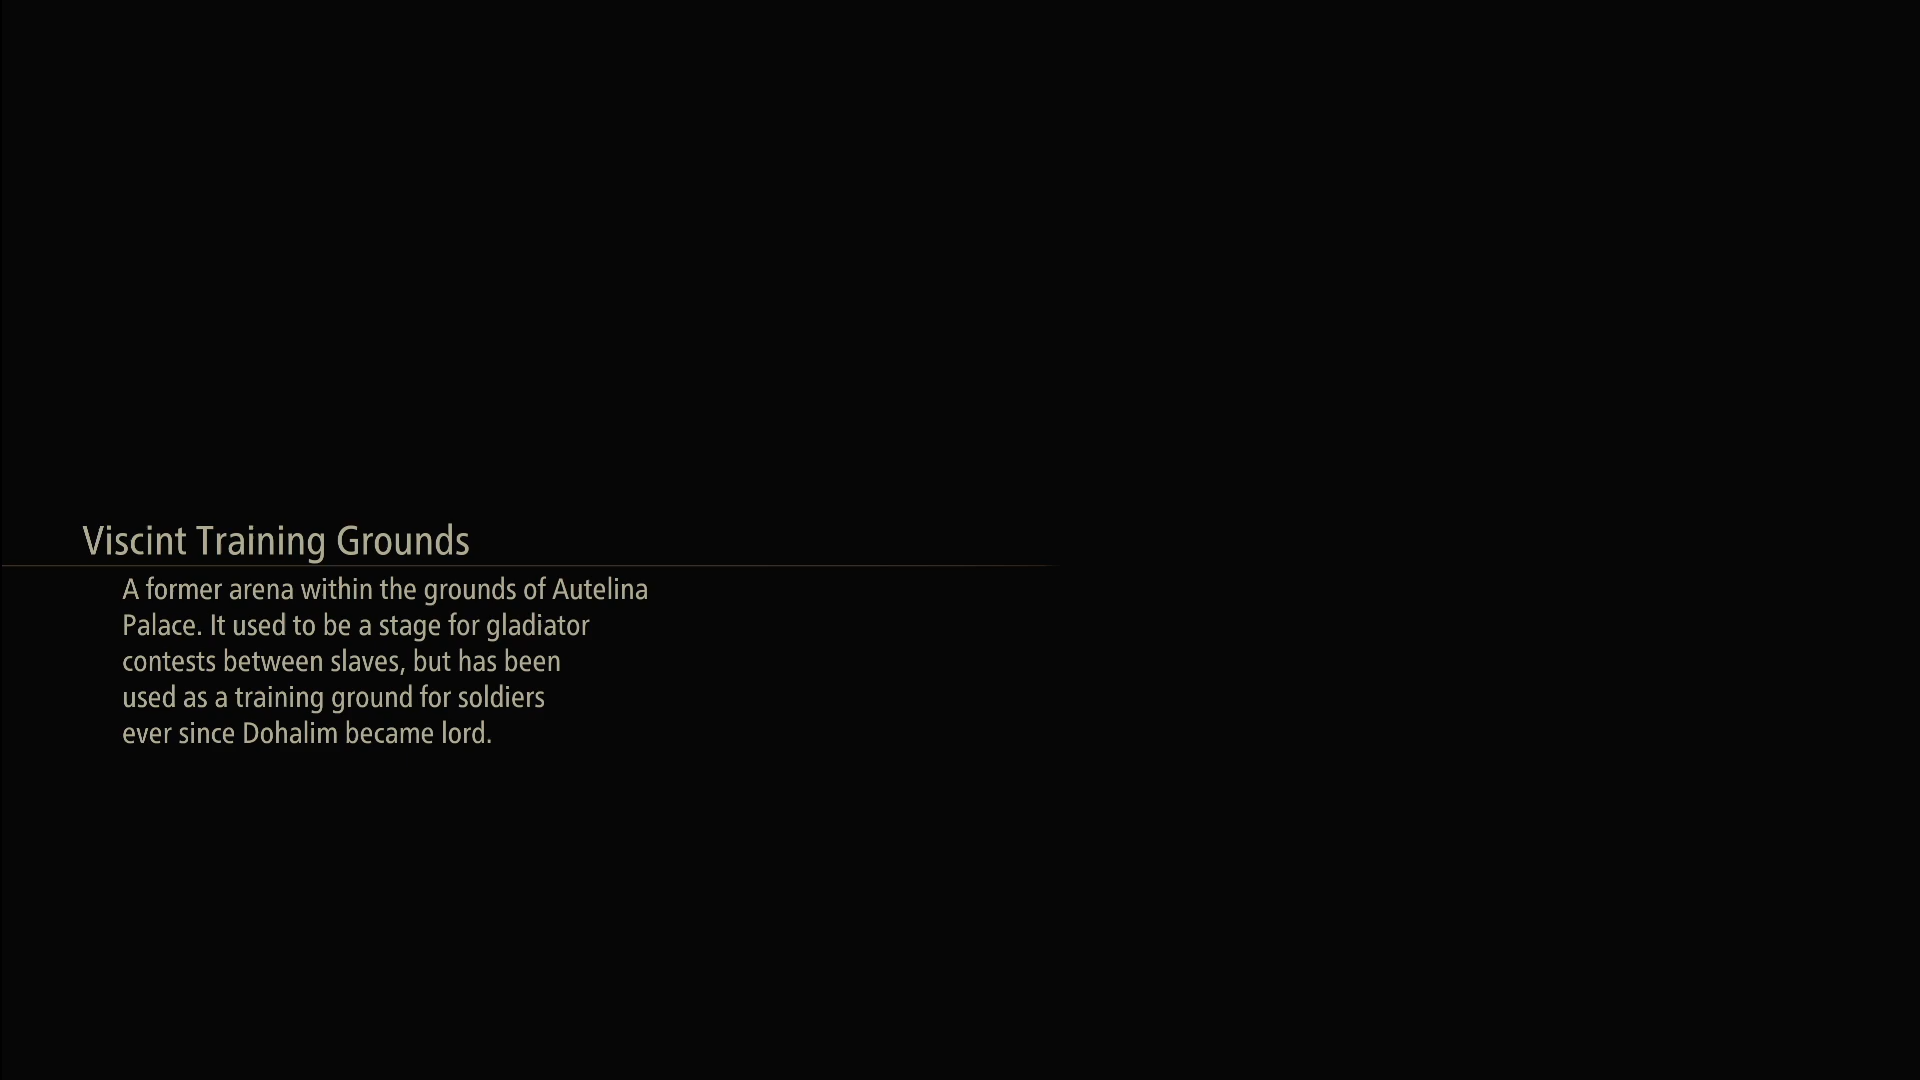 Viscint Training Grounds
A former arena within the grounds of Autelina
Palace. It used to be a stage for gladiator
contests between slaves, but has been
used as a training ground for soldiers
ever since Dohalim became lord.